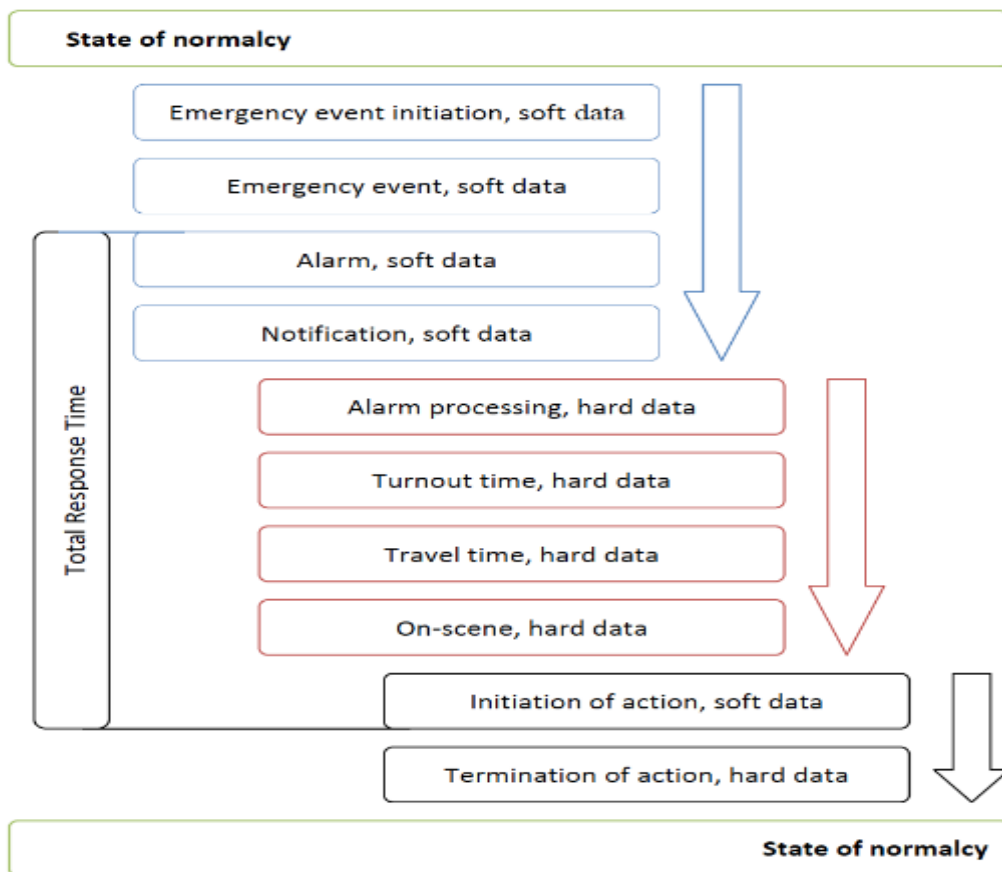 State of normalcy
Emergency event initiation, soft data
Emergency event, soft data
Alarm, soft data
Notification, soft data
Total Response Time
Alarm processing, hard data
Turnout time, hard data
Travel time, hard data
On-scene, hard data
Initiation of action, soft data
Termination of action, hard data
State of normalcy